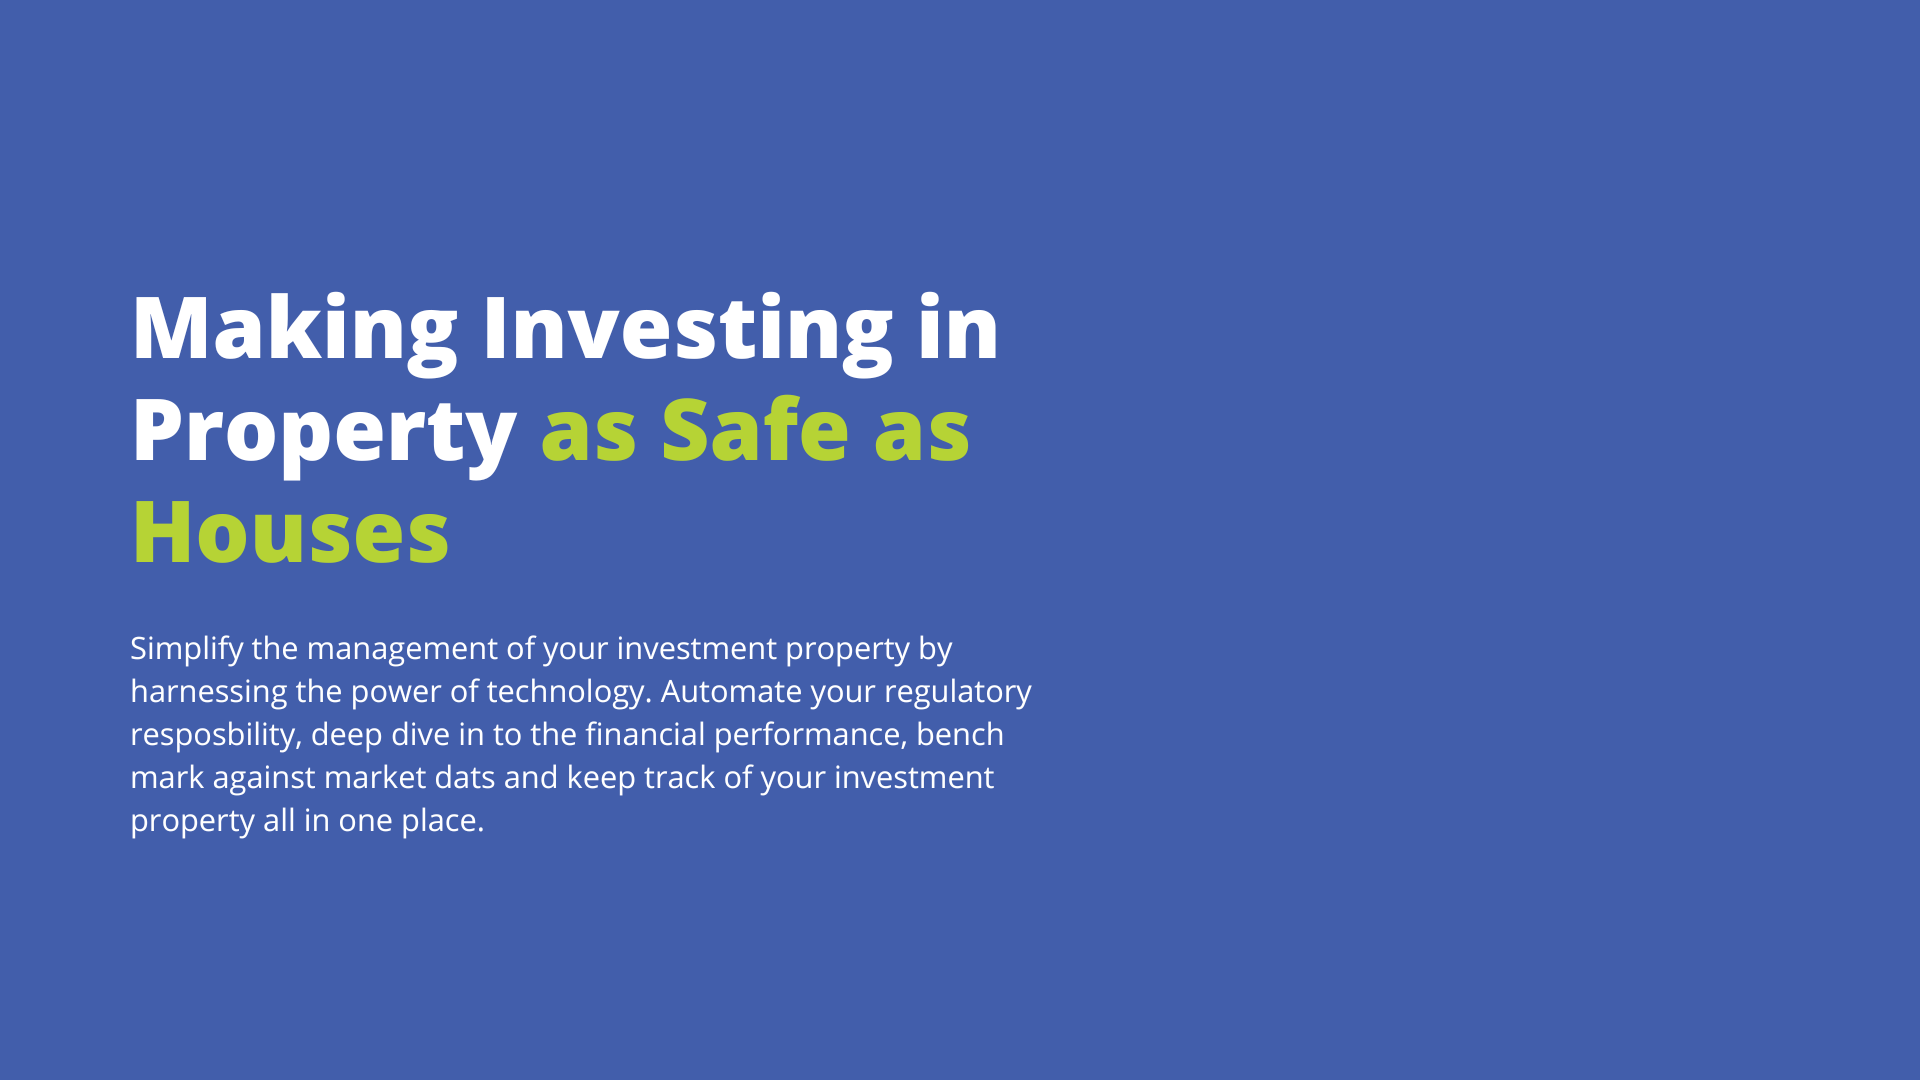 Making Investing in
Property as Safe as
Houses
Simplify the management of your investment property by
harnessing the power of technology. Automate your regulatory
resposbility, deep dive in to the financial performance, bench
mark against market dats and keep track of your investment
property all in one place.